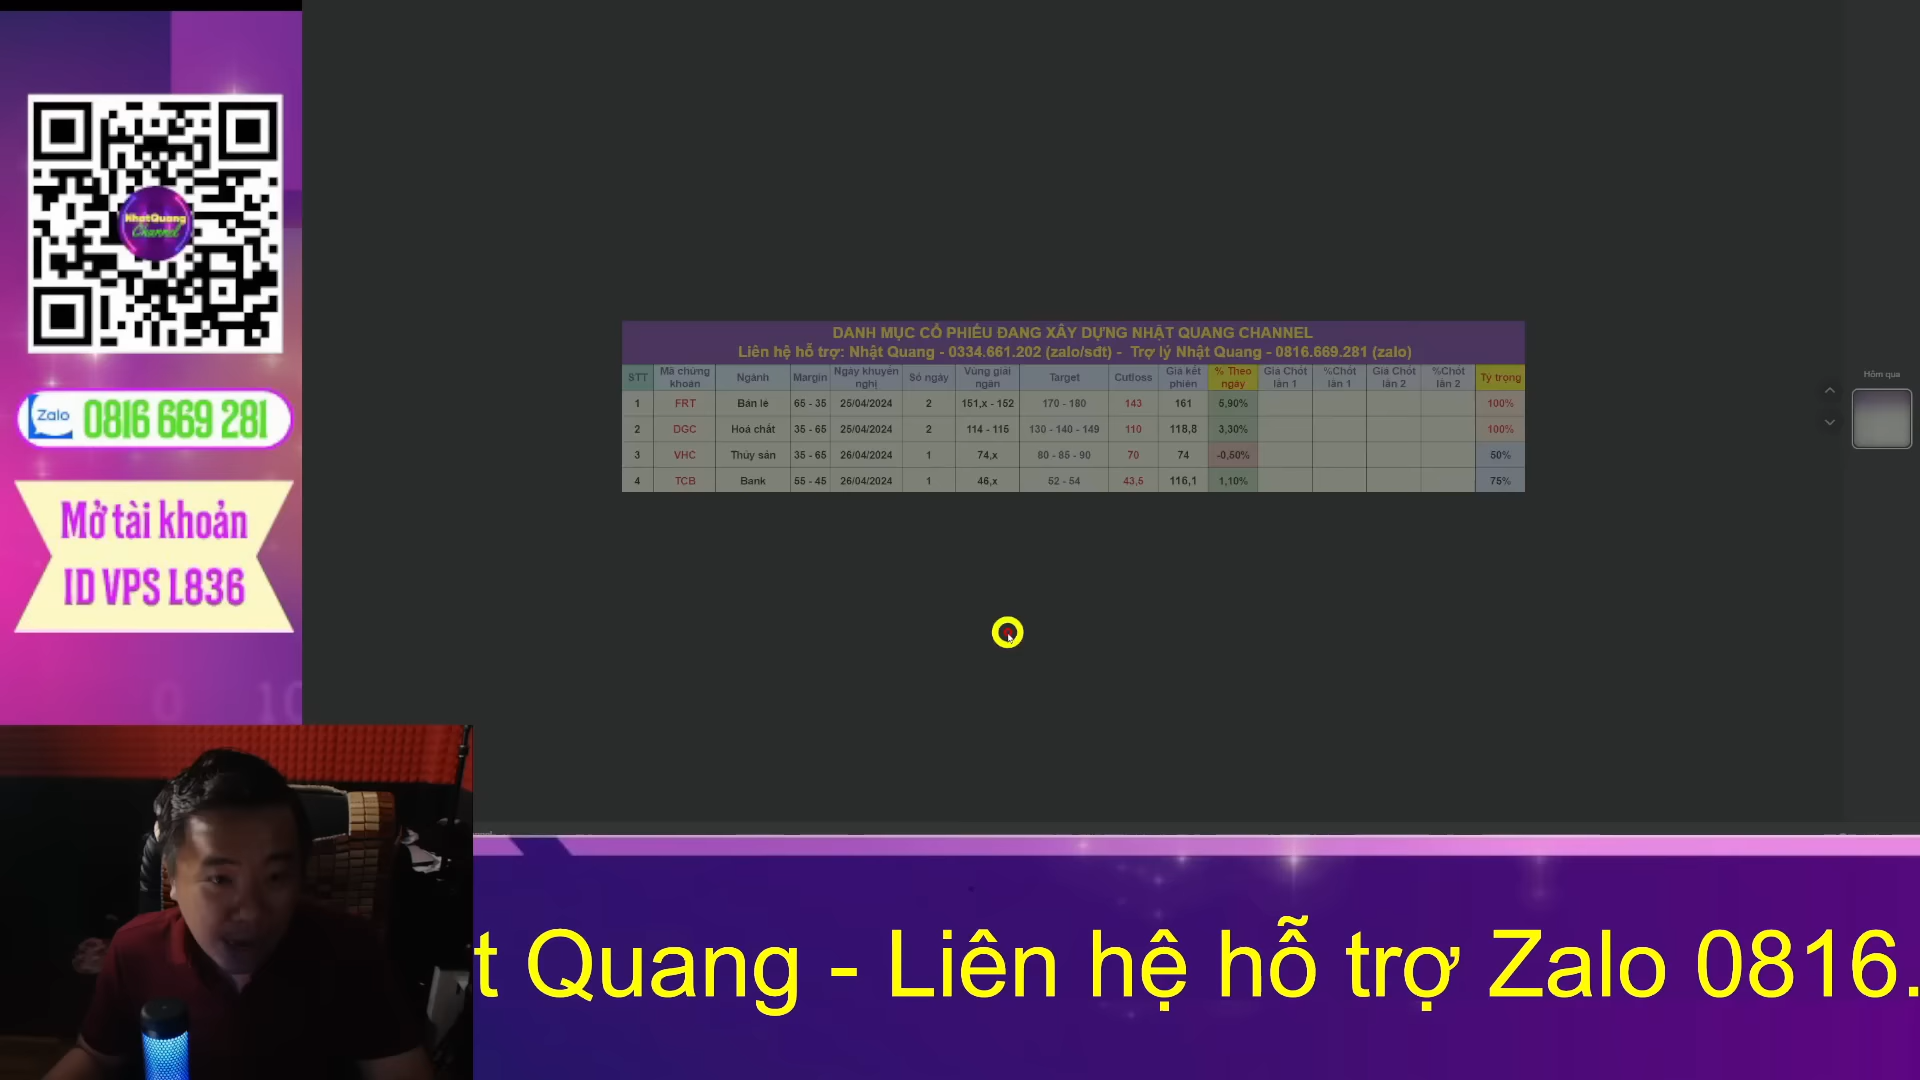 NhatQuang
Channel
Zalo 0816 669 281
Mở tài khoản
ID VPS L836
DANH MỤC CỔ PHIẾU ĐANG XÂY DỰNG NHẬT QUANG CHANNEL
Liên hệ hỗ trợ: Nhật Quang - 0334.661.202 (zalo/sđt) - Trợ lý Nhật Quang - 0816.669.281 (zalo)
STT Mã chứng khoán Ngành Margin Ngày khuyến nghị Số ngày Vùng giải ngân Target Cutloss Giá kết phiên % Theo ngày Giá Chốt lần 1 %Chốt lần 1 Giá Chốt lần 2 %Chốt lần 2 Tỷ trọng
1 FRT Bán lẻ 65 - 35 25/04/2024 2 151,x - 152 170 - 180 143 161 5,90% 100%
2 DGC Hoá chất 35 - 65 25/04/2024 2 114 - 115 130 - 140 - 149 110 118,8 3,30% 100%
3 VHC Thủy sản 35 - 65 26/04/2024 1 74,x 80 - 85 - 90 70 74 -0,50% 50%
4 TCB Bank 55 - 45 26/04/2024 1 46,x 52 - 54 43,5 116,1 1,10% 75%
Hôm qua
t Quang - Liên hệ hỗ trợ Zalo 0816.